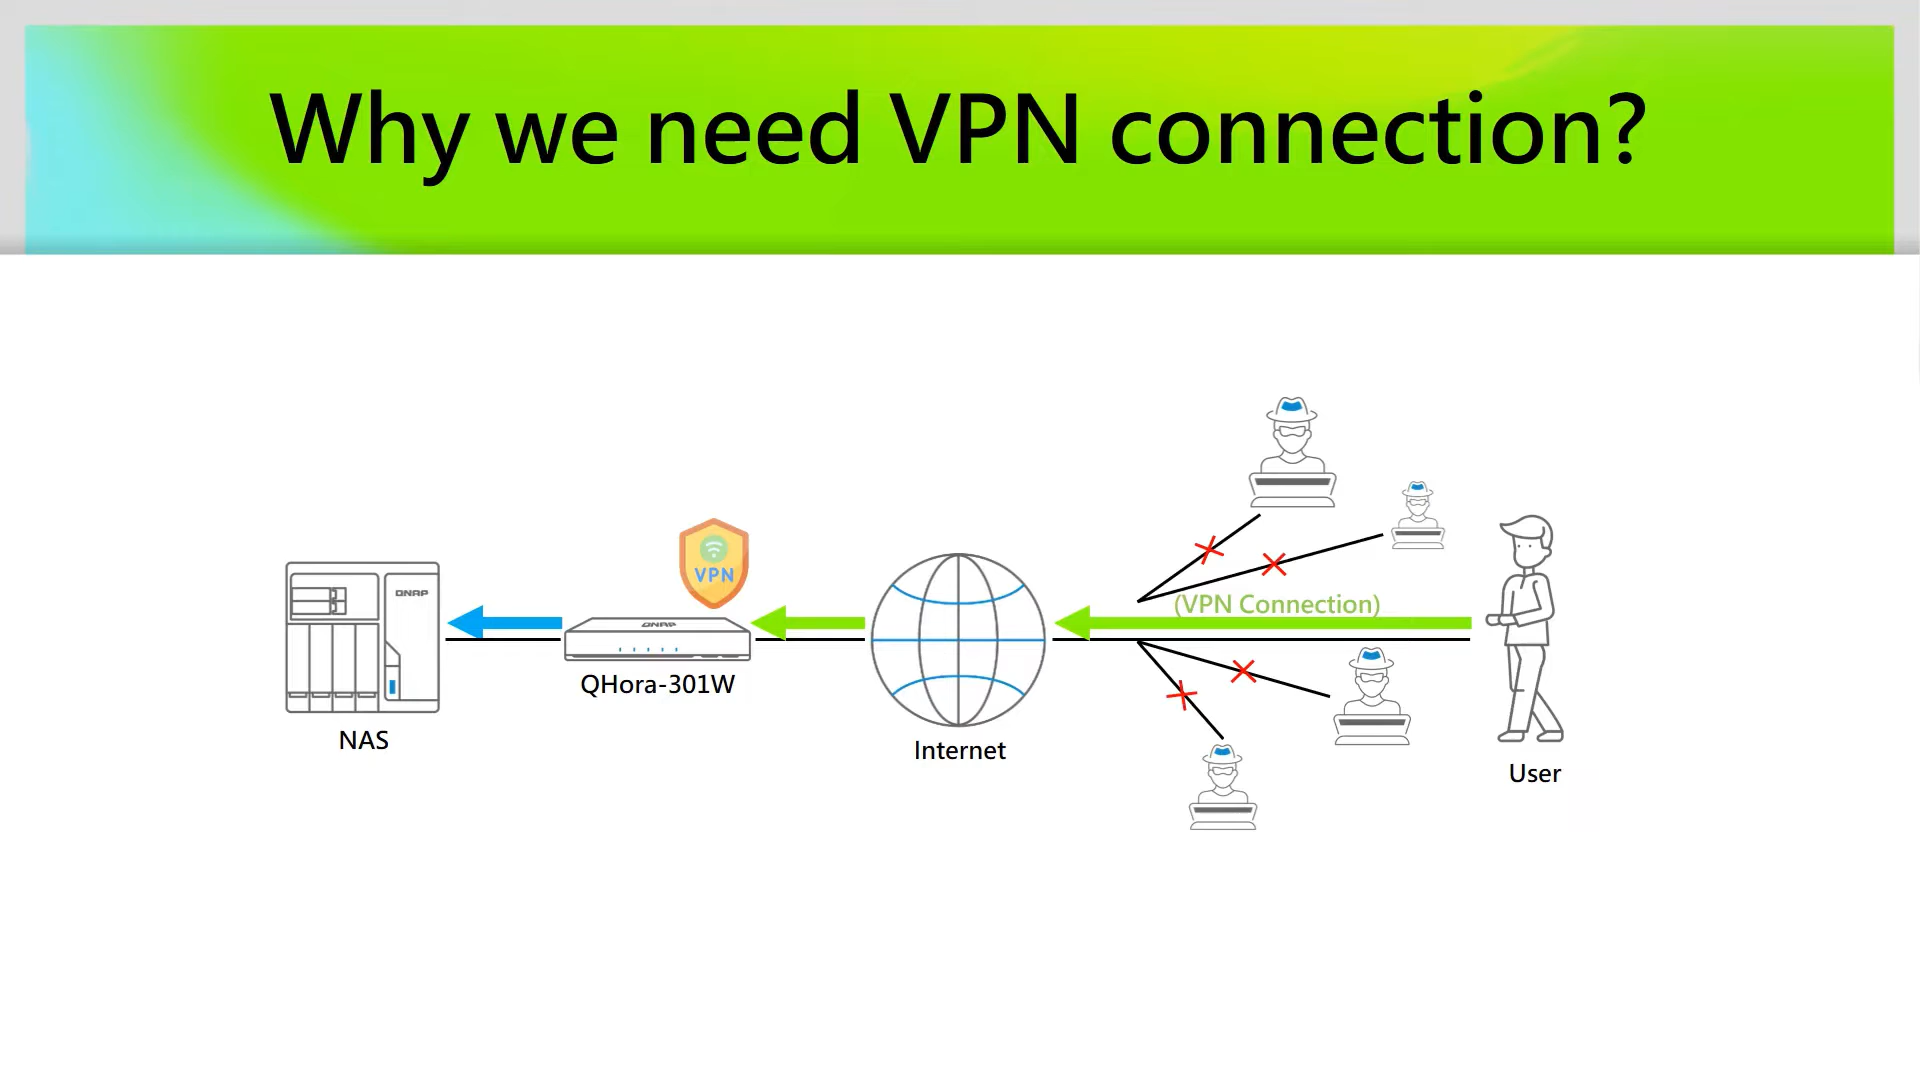 Why we need VPN connection?
VPN
QNAP
(VPN Connection)
QNAP
QHora-301W
NAS
Internet
User